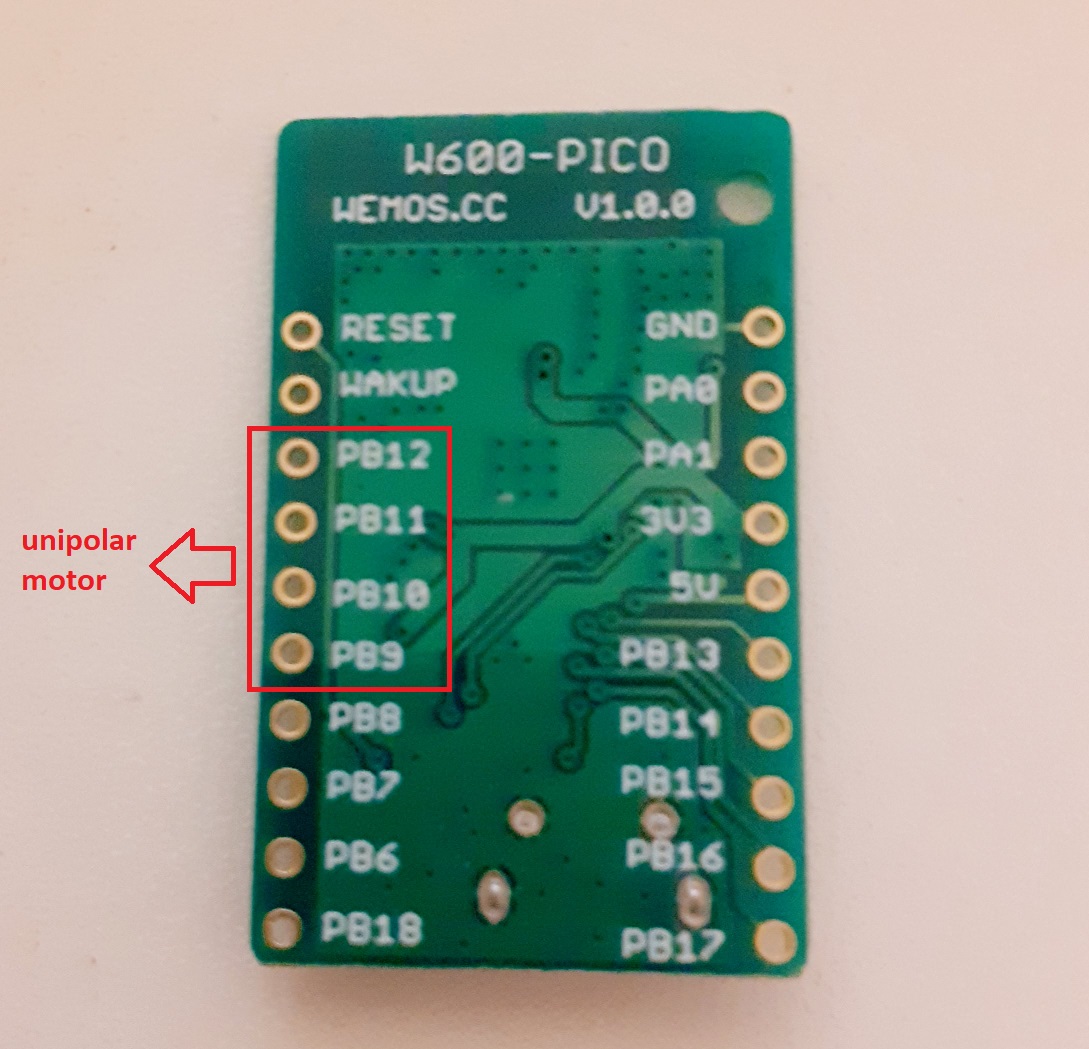 W600-PICO
WEMOS.CC V1.0.0
RESET GND
WAKUP PA0
PB12 PA1
PB11 3V3
unipolar
motor
PB10 5V
PB9 PB13
PB8 PB14
PB7 PB15
PB6 PB16
PB18 PB17